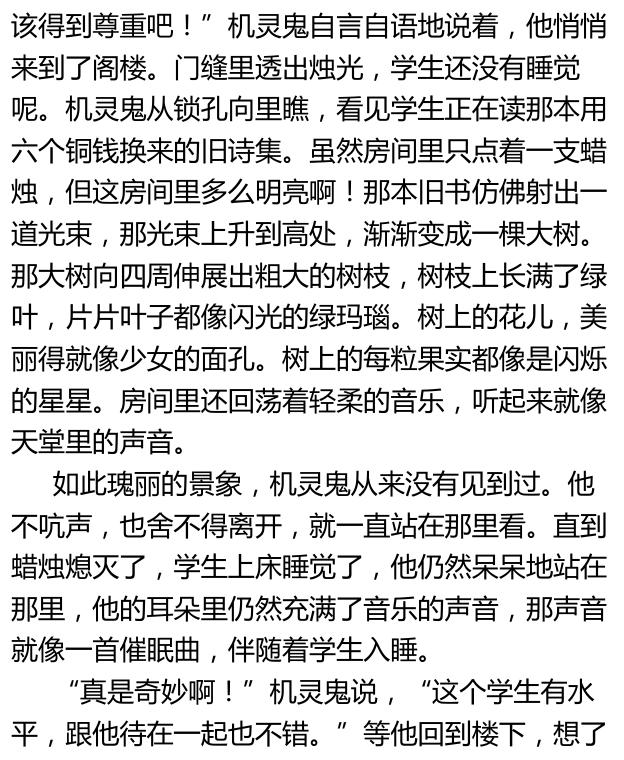 该得到尊重吧！”机灵鬼自言自语地说着，他悄悄
来到了阁楼。门缝里透出烛光，学生还没有睡觉
呢。机灵鬼从锁孔向里瞧，看见学生正在读那本用
六个铜钱换来的旧诗集。虽然房间里只点着一支蜡
烛，但这房间里多么明亮啊！那本旧书仿佛射出一
道光束，那光束上升到高处，渐渐变成一棵大树。
那大树向四周伸展出粗大的树枝，树枝上长满了绿
叶，片片叶子都像闪光的绿玛瑙。树上的花儿，美
丽得就像少女的面孔。树上的每粒果实都像是闪烁
的星星。房间里还回荡着轻柔的音乐，听起来就像
天堂里的声音。
如此瑰丽的景象，机灵鬼从来没有见到过。他
不吭声，也舍不得离开，就一直站在那里看。直到
蜡烛熄灭了，学生上床睡觉了，他仍然呆呆地站在
那里，他的耳朵里仍然充满了音乐的声音，那声音
就像一首催眠曲，伴随着学生入睡。
“真是奇妙啊！”机灵鬼说，“这个学生有水
平，跟他待在一起也不错。”等他回到楼下，想了